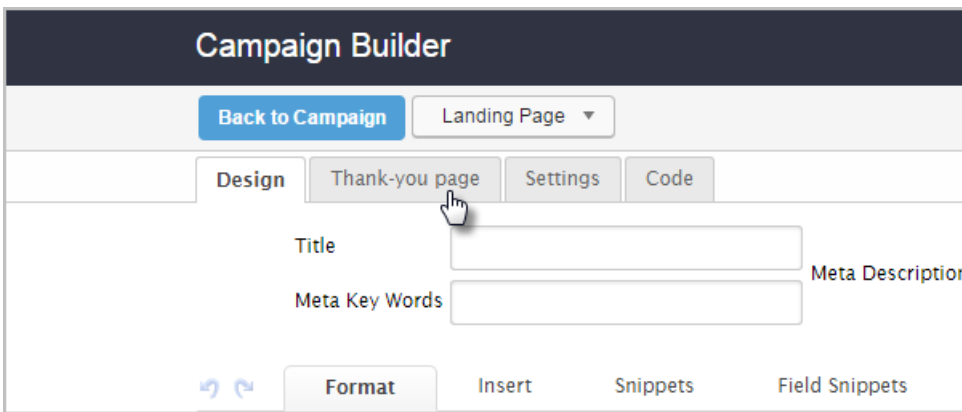 Campaign Builder
Back to Campaign Landing Page
Design Thank-you page Settings Code
Title
Meta Description
Meta Key Words
Format Insert Snippets Field Snippets